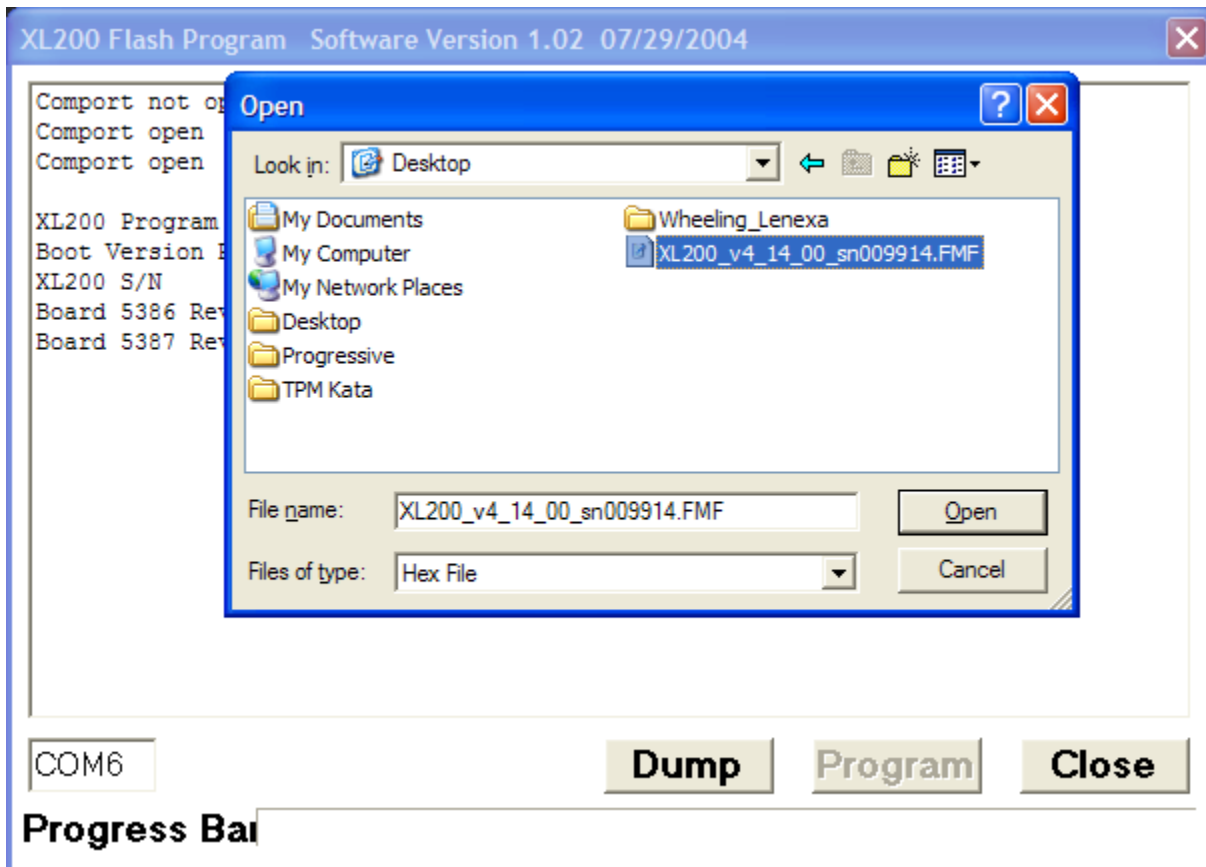 XL200 Flash Program Software Version 1.02 07/29/2004
Comport not
Comport open
Comport open
XL200 Program
Boot Version
XL200 S/N
Board 5386
Board 5387
Open
Look in: Desktop
My Documents
My Computer
My Network Places
Desktop
Progressive
TPM Kata
Wheeling_Lenexa
XL200_v4_14_00_sn009914.FMF
File name: XL200_v4_14_00_sn009914.FMF Open
Files of type: Hex File Cancel
COM6 Dump Program Close
Progress